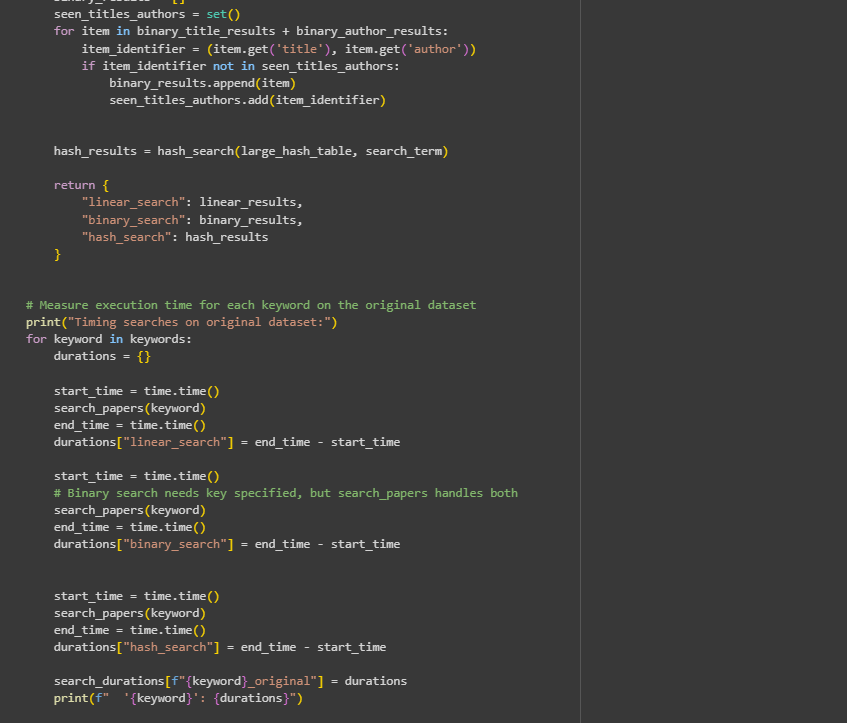 seen_titles_authors = set()
for item in binary_title_results + binary_author_results:
item_identifier = (item.get('title'), item.get('author'))
if item_identifier not in seen_titles_authors:
binary_results.append(item)
seen_titles_authors.add(item_identifier)
hash_results = hash_search(large_hash_table, search_term)
return {
"linear_search": linear_results,
"binary_search": binary_results,
"hash_search": hash_results
}
# Measure execution time for each keyword on the original dataset
print("Timing searches on original dataset:")
for keyword in keywords:
durations = {}
start_time = time.time()
search_papers(keyword)
end_time = time.time()
durations["linear_search"] = end_time - start_time
start_time = time.time()
# Binary search needs key specified, but search_papers handles both
search_papers(keyword)
end_time = time.time()
durations["binary_search"] = end_time - start_time
start_time = time.time()
search_papers(keyword)
end_time = time.time()
durations["hash_search"] = end_time - start_time
search_durations[f"{keyword}_original"] = durations
print(f"  '{keyword}': {durations}")